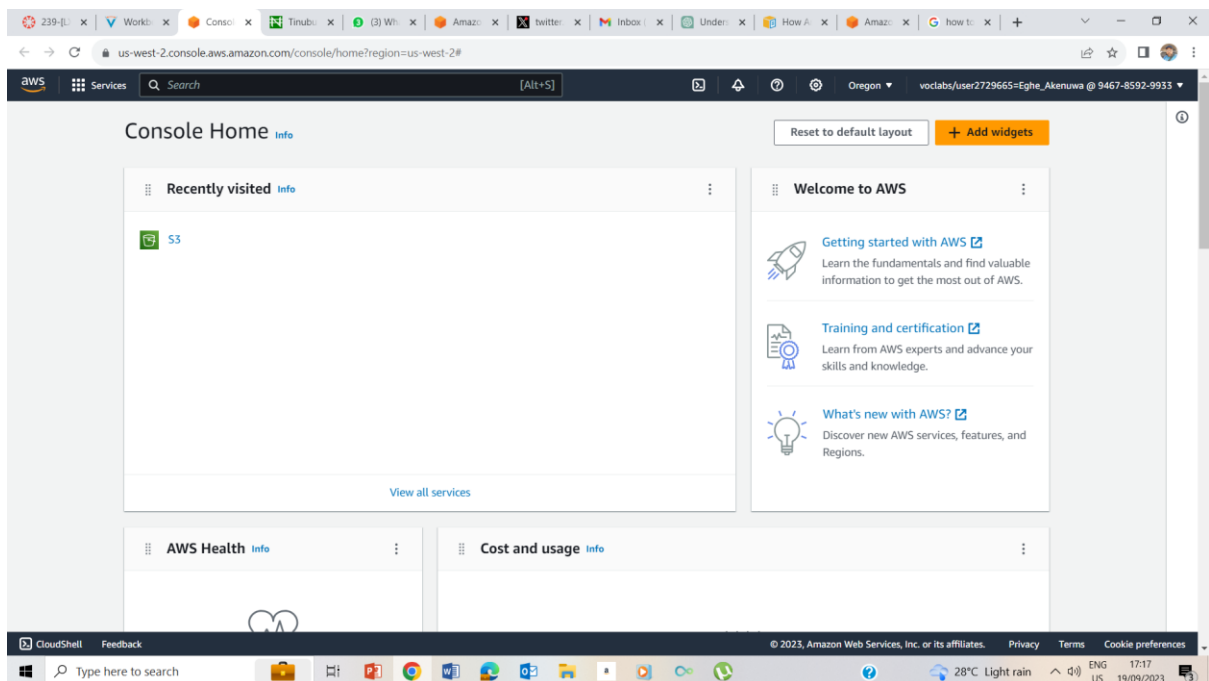 239-[L
Workb
Consol
Tinubu
(3) Wh
Amazo
twitter.
Inbox (
Unders
How A
Amazo
how to
us-west-2.console.aws.amazon.com/console/home?region=us-west-2#
aws
Services
Search
[Alt+S]
Oregon
voclabs/user2729665=Eghe_Akenuwa @ 9467-8592-9933
Console Home Info
Reset to default layout
Add widgets
Recently visited Info
S3
View all services
Welcome to AWS
Getting started with AWS
Learn the fundamentals and find valuable
information to get the most out of AWS.
Training and certification
Learn from AWS experts and advance your
skills and knowledge.
What's new with AWS?
Discover new AWS services, features, and
Regions.
AWS Health Info
Cost and usage Info
CloudShell
Feedback
© 2023, Amazon Web Services, Inc. or its affiliates.
Privacy
Terms
Cookie preferences
Type here to search
28°C Light rain
ENG
US
17:17
19/09/2023